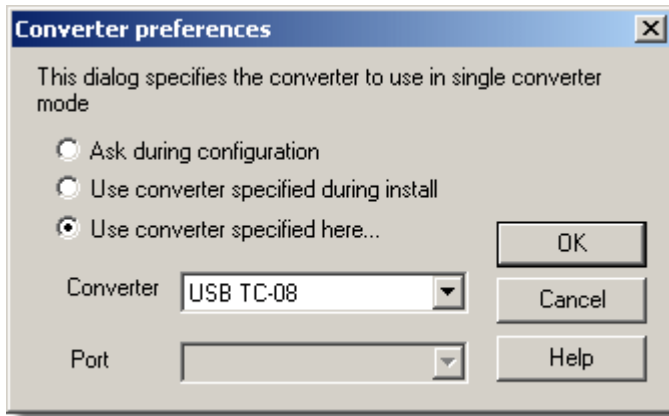 Converter preferences
This dialog specifies the converter to use in single converter
mode
Ask during configuration
Use converter specified during install
Use converter specified here...
OK
Converter USB TC-08
Cancel
Port
Help